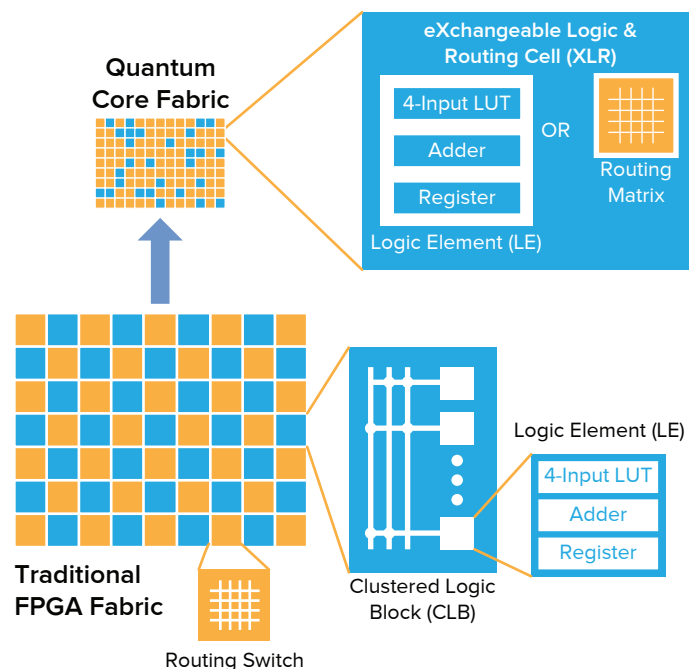 Quantum
Core Fabric
eXchangeable Logic &
Routing Cell (XLR)
4-Input LUT
Adder
Register
Logic Element (LE)
OR
Routing
Matrix
Traditional
FPGA Fabric
Routing Switch
Clustered Logic
Block (CLB)
Logic Element (LE)
4-Input LUT
Adder
Register